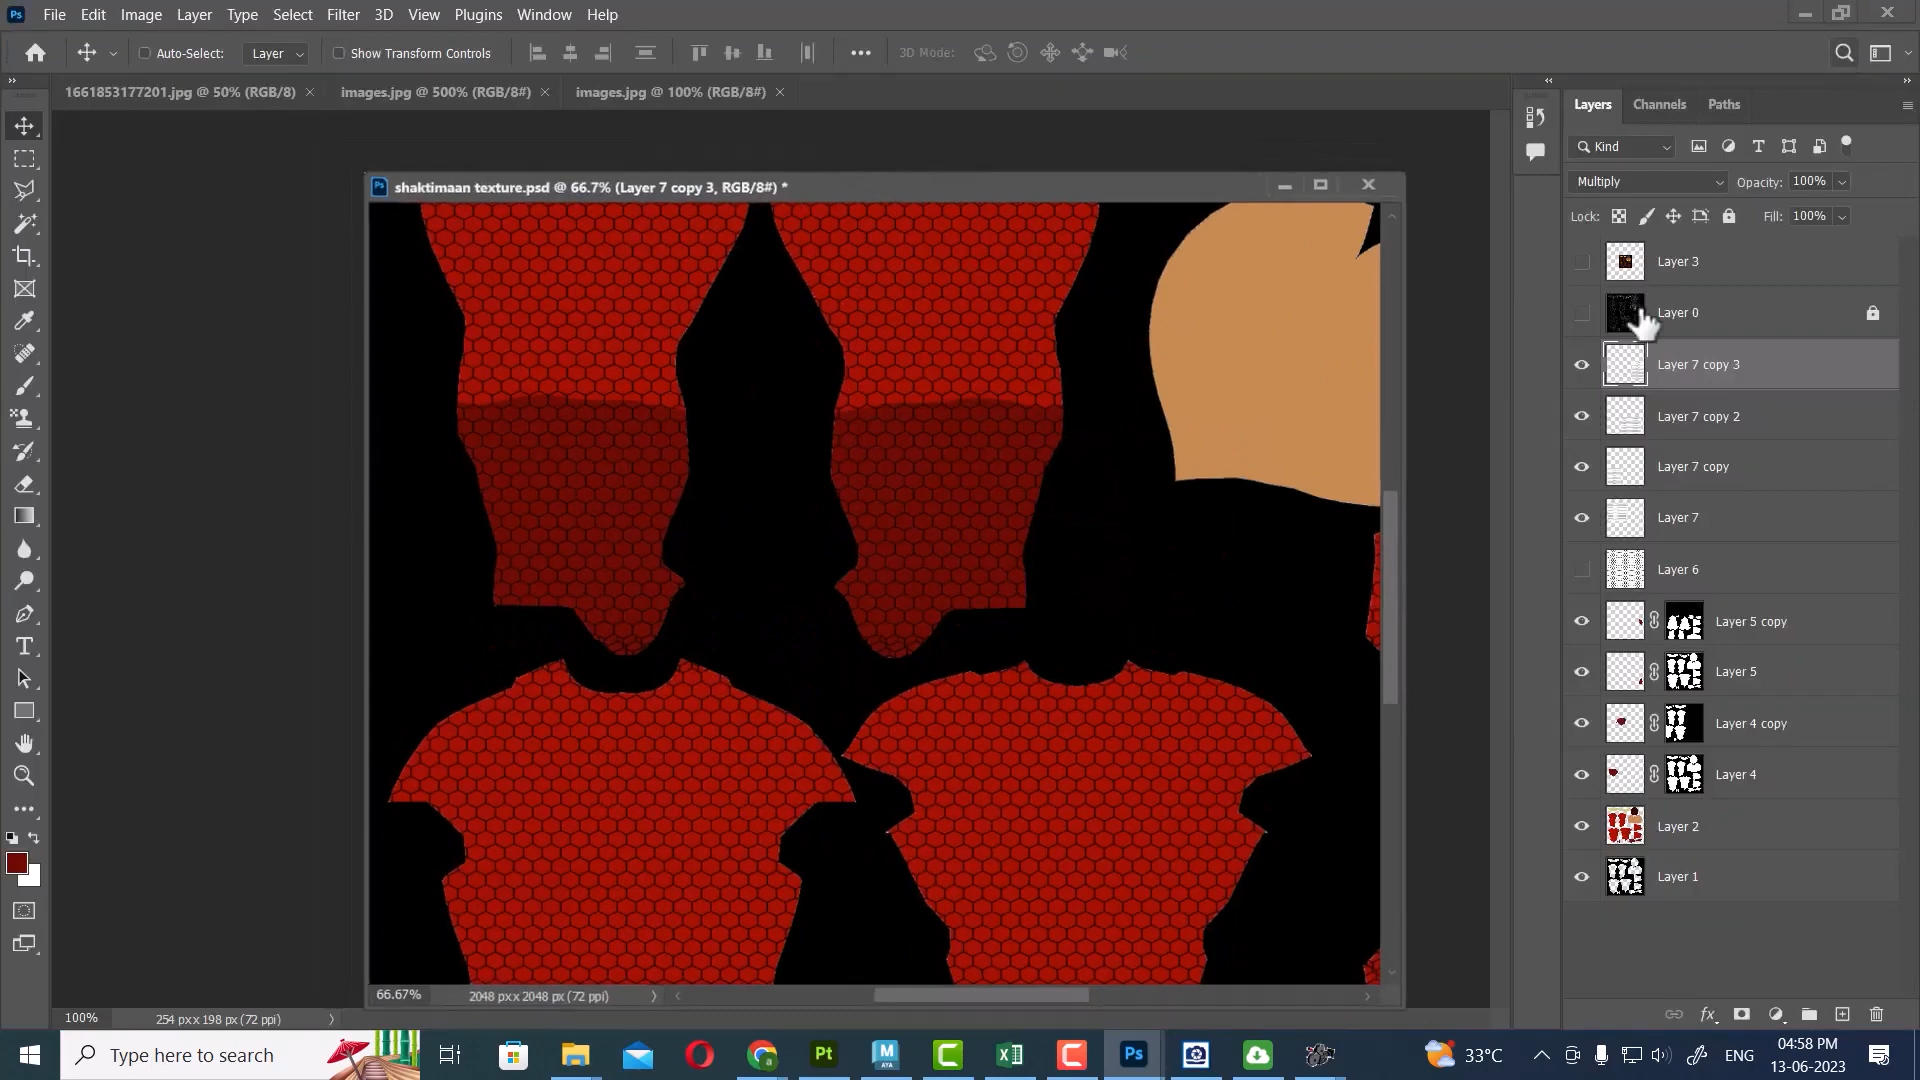 Ps File Edit Image Layer Type Select Filter 3D View Plugins Window Help
Auto-Select: Layer Show Transform Controls ••• 3D Mode:
1661853177201.jpg @ 50% (RGB/8) images.jpg @ 500% (RGB/8#) images.jpg @ 100% (RGB/8#)
Layers Channels Paths
Kind
Ps shaktimaan texture.psd @ 66.7% (Layer 7 copy 3, RGB/8#) *
Multiply Opacity: 100%
Lock: Fill: 100%
Layer 3
Layer 0
Layer 7 copy 3
Layer 7 copy 2
Layer 7 copy
Layer 7
Layer 6
Layer 5 copy
Layer 5
Layer 4 copy
Layer 4
Layer 2
Layer 1
66.67% 2048 px x 2048 px (72 ppi)
100% 254 px x 198 px (72 ppi)
fx
Type here to search
Pt
M
AYA
Ps
33°C
ENG
04:58 PM
13-06-2023